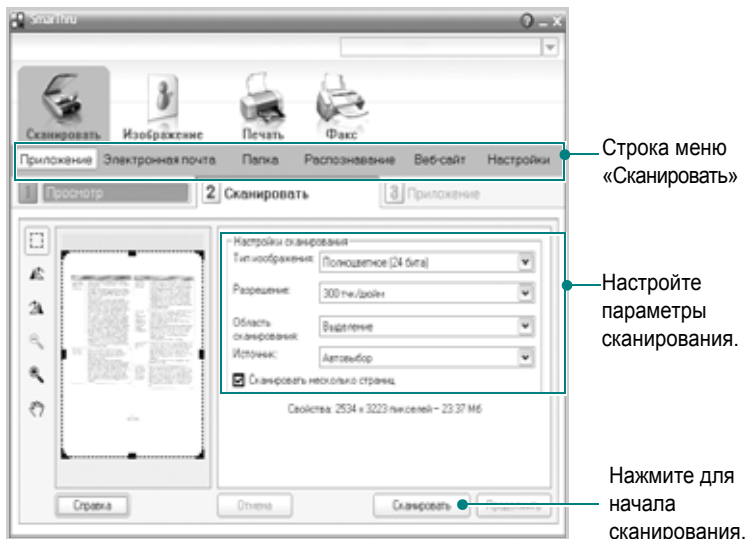 SmarThru
Сканировать Изображение Печать Факс
Приложение Электронная почта Папка Распознавание Веб-сайт Настройки
Строка меню
«Сканировать»
1 Просмотр 2 Сканировать 3 Приложение
Настройки сканирования
Тип изображения: Полноцветное (24 бита)
Разрешение: 300 тчк./дюйм
Область
сканирования: Выделение
Источник: Автовыбор
Сканировать несколько страниц
Свойства: 2534 x 3223 пикселей – 23.37 Мб
Настройте
параметры
сканирования.
Справка Отмена Сканировать Продолжить
Нажмите для
начала
сканирования.